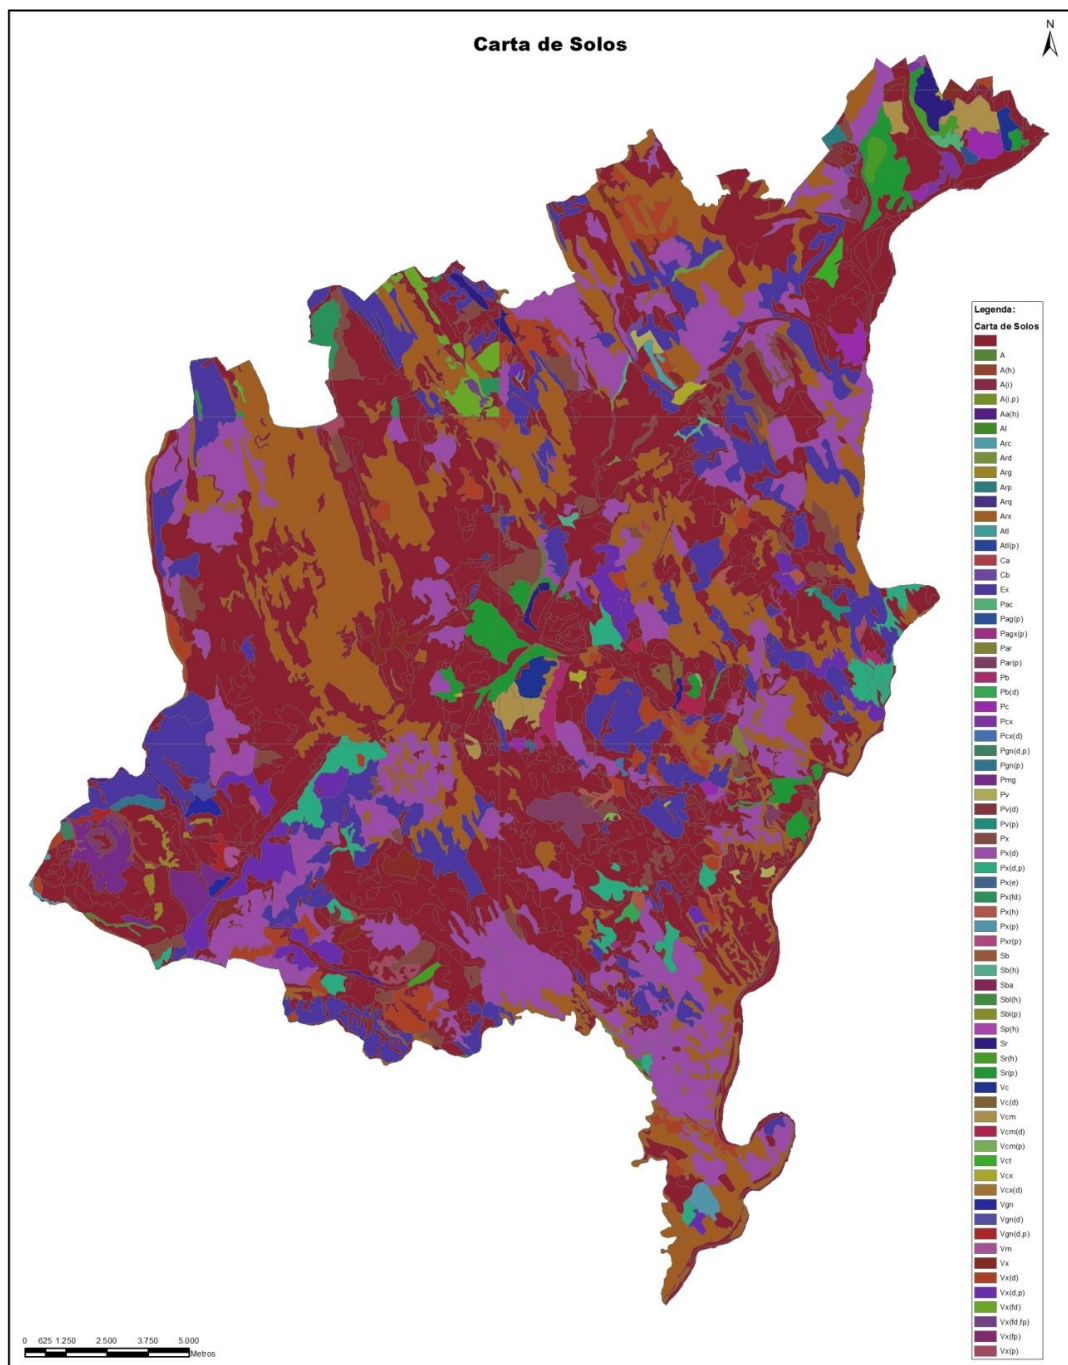 N
Carta de Solos
Legenda:
Carta de Solos
A
A(h)
A(i)
A(i,p)
Aa(h)
Al
Arc
Ard
Arg
Arp
Arq
Arx
Atl
Atl(p)
Ca
Cb
Ex
Pac
Pag(p)
Pagx(p)
Par
Par(p)
Pb
Pb(d)
Pc
Pcx
Pcx(d)
Pgn(d,p)
Pgn(p)
Pmg
Pv
Pv(d)
Pv(p)
Px
Px(d)
Px(d,p)
Px(e)
Px(fd)
Px(h)
Px(p)
Pxr(p)
Sb
Sb(h)
Sba
Sbl(h)
Sbl(p)
Sp(h)
Sr
Sr(h)
Sr(p)
Vc
Vc(d)
Vcm
Vcm(d)
Vcm(p)
Vct
Vcx
Vcx(d)
Vgn
Vgn(d)
Vgn(d,p)
Vm
Vx
Vx(d)
Vx(d,p)
Vx(fd)
Vx(fd,fp)
Vx(fp)
Vx(p)
0 625 1.250 2.500 3.750 5.000
Metros